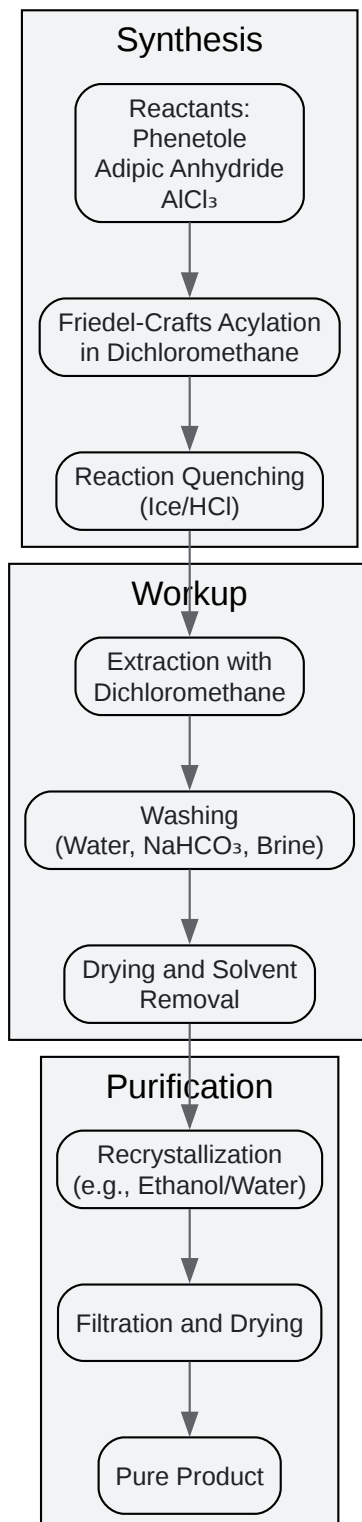 Synthesis
Reactants:
Phenetole
Adipic Anhydride
AlCl₃
Friedel-Crafts Acylation
in Dichloromethane
Reaction Quenching
(Ice/HCl)
Workup
Extraction with
Dichloromethane
Washing
(Water, NaHCO₃, Brine)
Drying and Solvent
Removal
Purification
Recrystallization
(e.g., Ethanol/Water)
Filtration and Drying
Pure Product